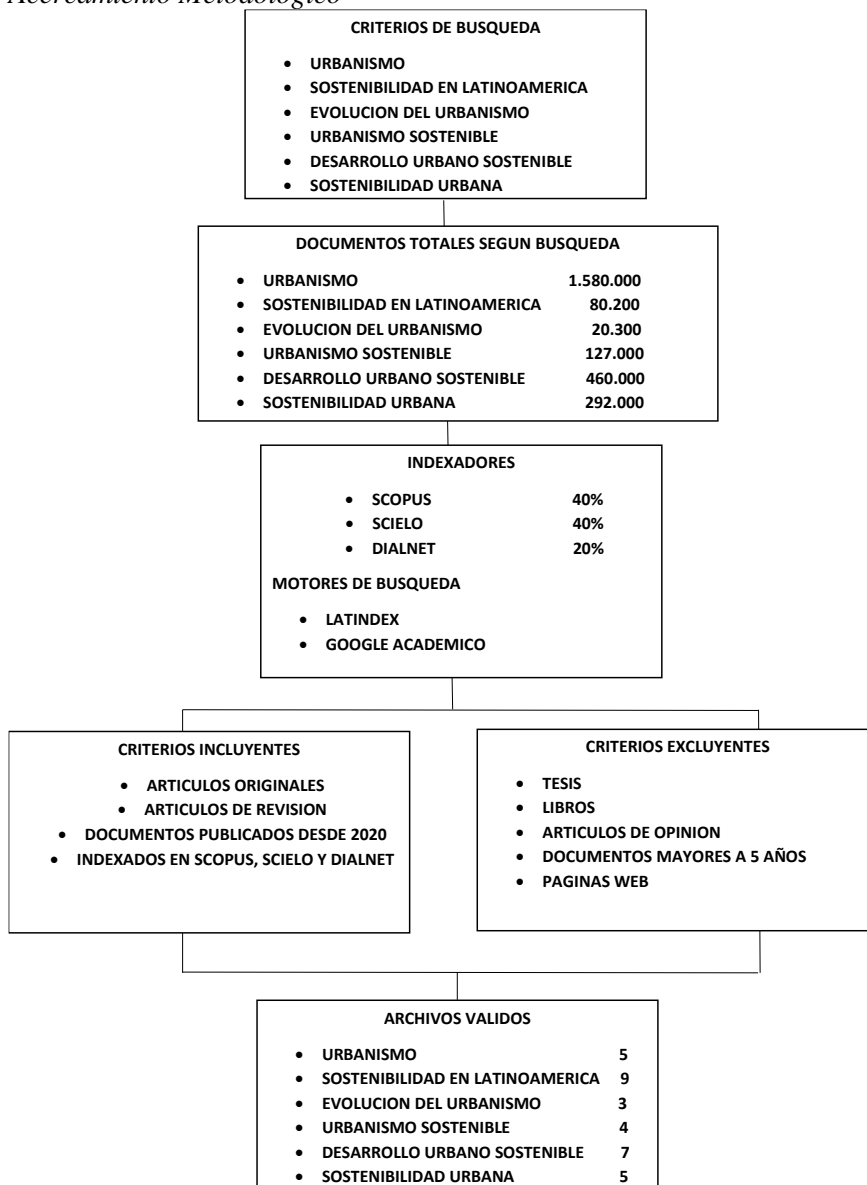 Acercamiento Metodológico
CRITERIOS DE BUSQUEDA
• URBANISMO
• SOSTENIBILIDAD EN LATINOAMERICA
• EVOLUCION DEL URBANISMO
• URBANISMO SOSTENIBLE
• DESARROLLO URBANO SOSTENIBLE
• SOSTENIBILIDAD URBANA
DOCUMENTOS TOTALES SEGUN BUSQUEDA
• URBANISMO 1.580.000
• SOSTENIBILIDAD EN LATINOAMERICA 80.200
• EVOLUCION DEL URBANISMO 20.300
• URBANISMO SOSTENIBLE 127.000
• DESARROLLO URBANO SOSTENIBLE 460.000
• SOSTENIBILIDAD URBANA 292.000
INDEXADORES
• SCOPUS 40%
• SCIELO 40%
• DIALNET 20%
MOTORES DE BUSQUEDA
• LATINDEX
• GOOGLE ACADEMICO
CRITERIOS INCLUYENTES
• ARTICULOS ORIGINALES
• ARTICULOS DE REVISION
• DOCUMENTOS PUBLICADOS DESDE 2020
• INDEXADOS EN SCOPUS, SCIELO Y DIALNET
CRITERIOS EXCLUYENTES
• TESIS
• LIBROS
• ARTICULOS DE OPINION
• DOCUMENTOS MAYORES A 5 AÑOS
• PAGINAS WEB
ARCHIVOS VALIDOS
• URBANISMO 5
• SOSTENIBILIDAD EN LATINOAMERICA 9
• EVOLUCION DEL URBANISMO 3
• URBANISMO SOSTENIBLE 4
• DESARROLLO URBANO SOSTENIBLE 7
• SOSTENIBILIDAD URBANA 5